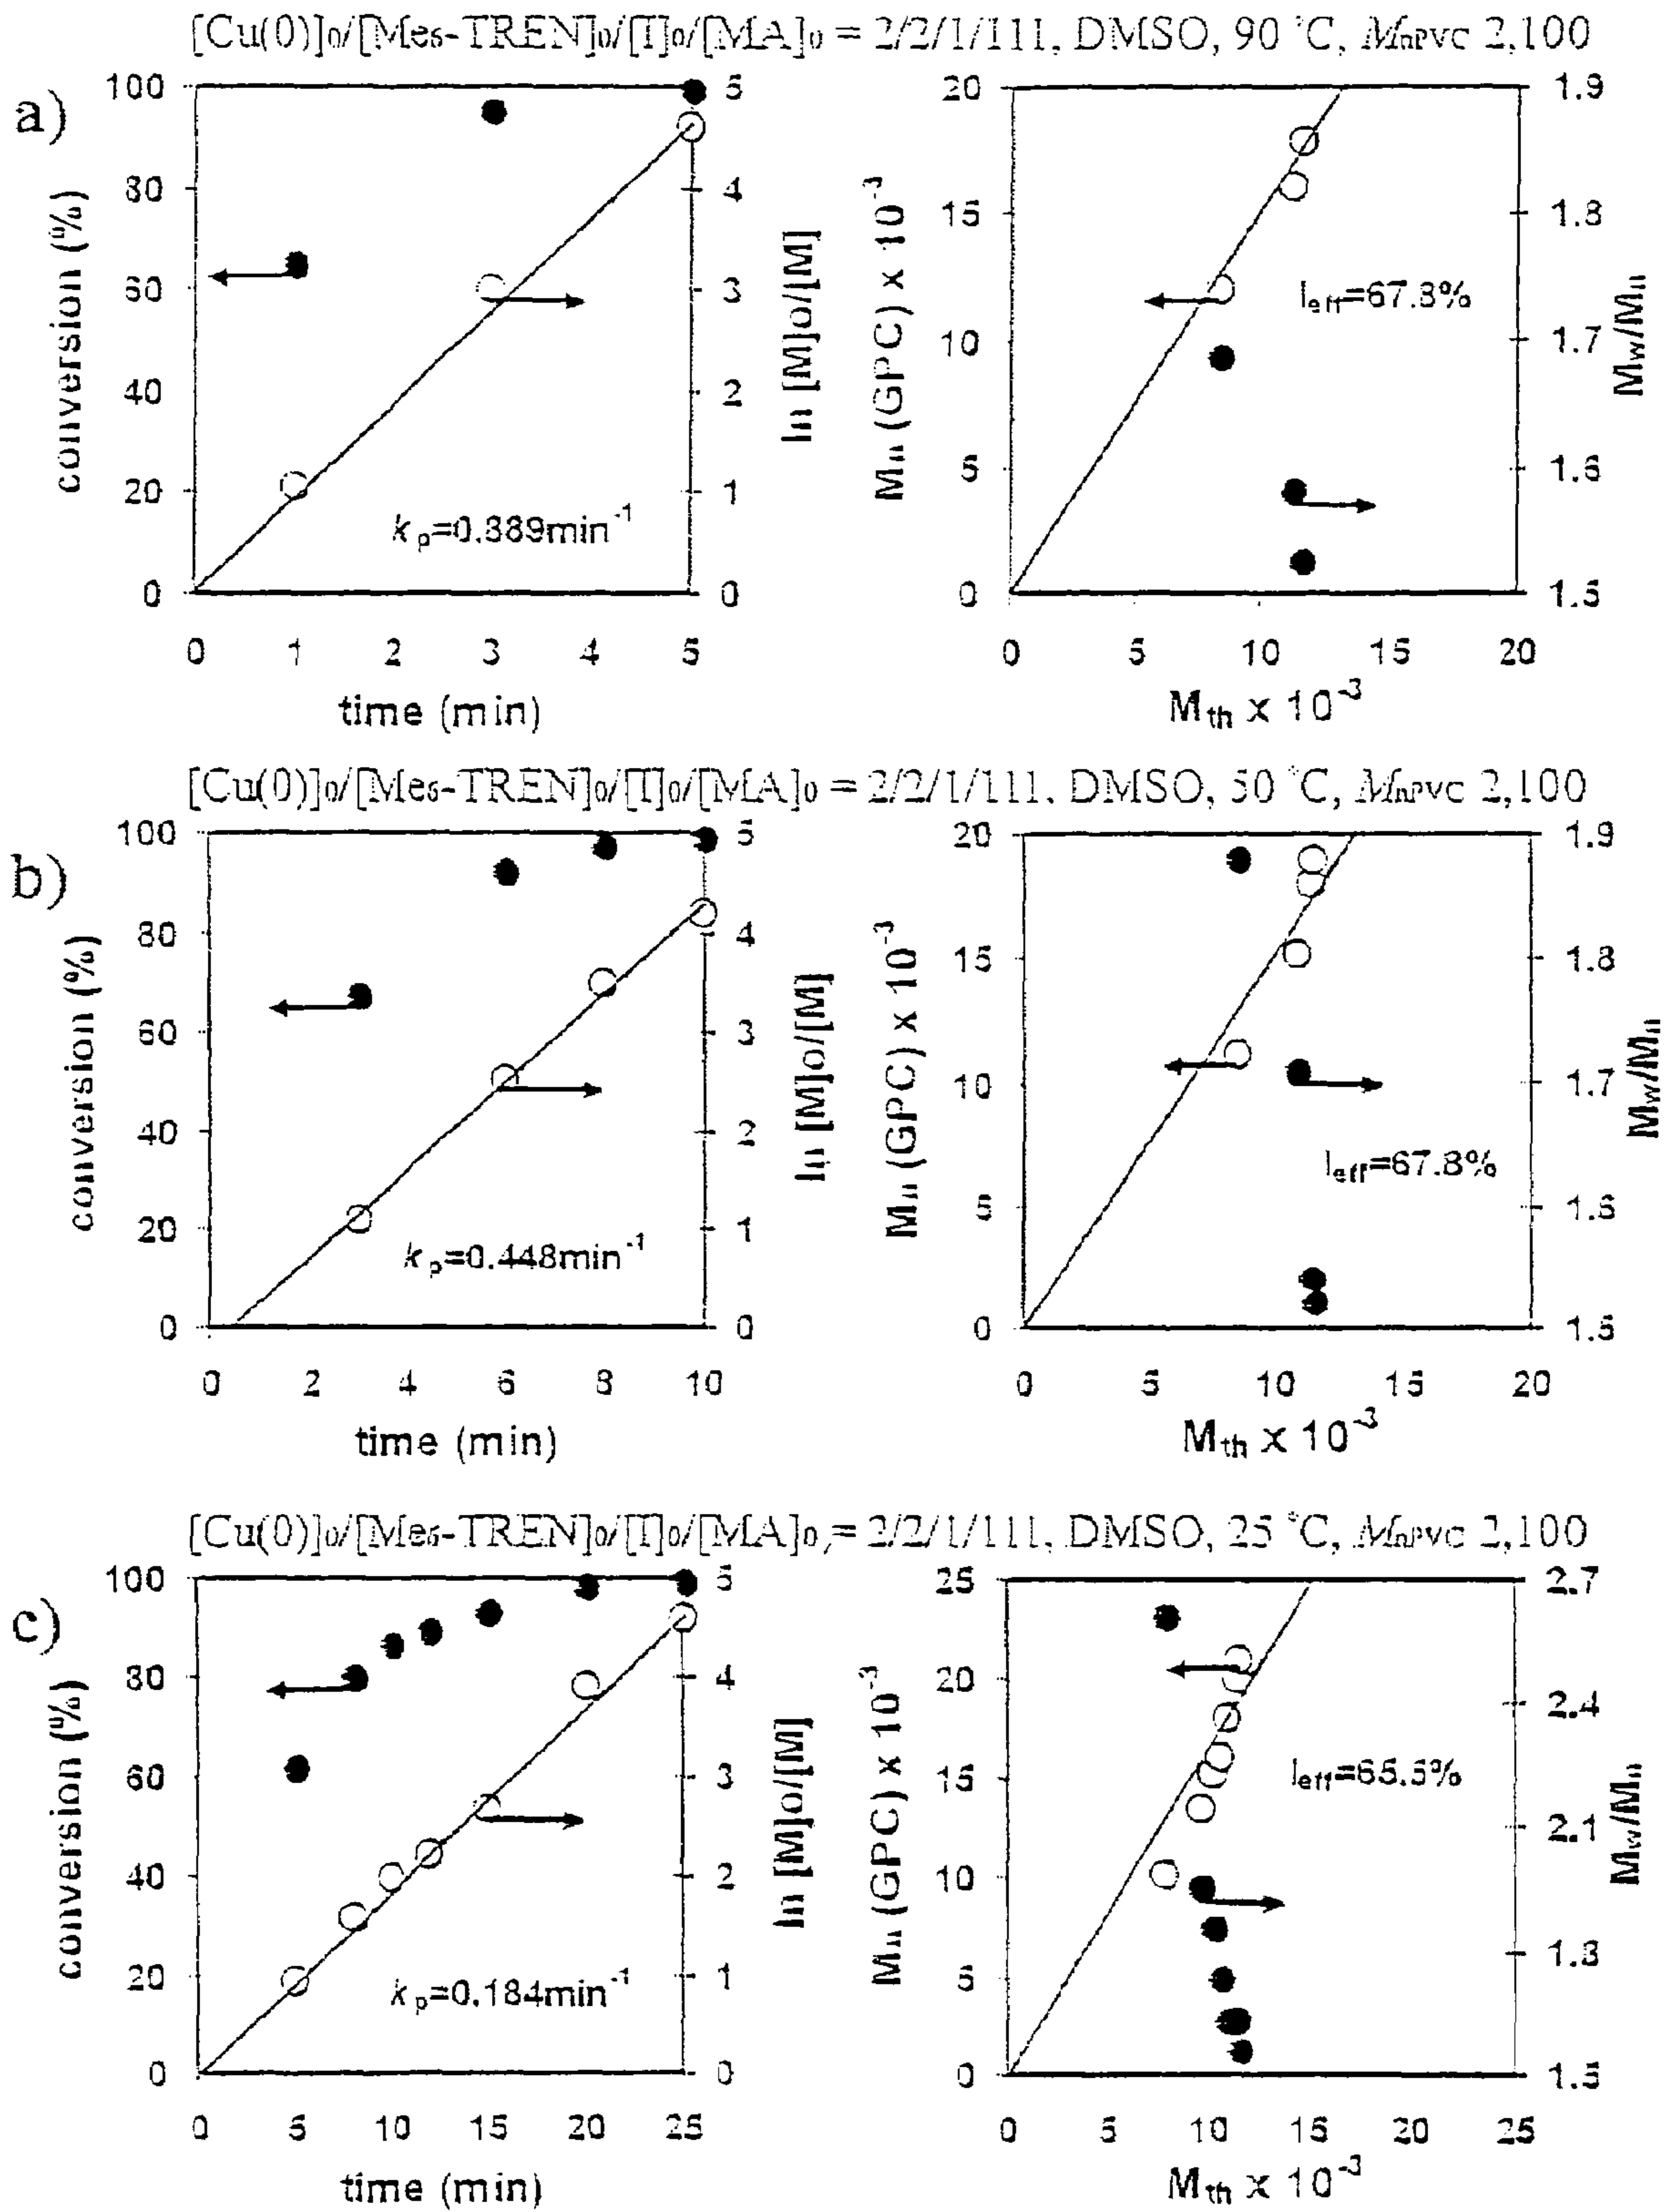 [Cu(0)]0/[Me6-TREN]0/[I]0/[MA]0 = 2/2/1/111, DMSO, 90 °C, MnPVC 2,100
a)
100
80
60
40
20
0
conversion (%)
5
4
3
2
1
0
ln [M]o/[M]
kp=0.889min-1
0 1 2 3 4 5
time (min)
20
15
10
5
0
Mn (GPC) x 10-3
1.9
1.8
1.7
1.6
1.5
Mw/Mn
Ieff=67.8%
0 5 10 15 20
Mth x 10-3
[Cu(0)]0/[Me6-TREN]0/[I]0/[MA]0 = 2/2/1/111, DMSO, 50 °C, MnPVC 2,100
b)
100
80
60
40
20
0
conversion (%)
5
4
3
2
1
0
ln [M]o/[M]
kp=0.448min-1
0 2 4 6 8 10
time (min)
20
15
10
5
0
Mn (GPC) x 10-3
1.9
1.8
1.7
1.6
1.5
Mw/Mn
Ieff=67.8%
0 5 10 15 20
Mth x 10-3
[Cu(0)]0/[Me6-TREN]0/[I]0/[MA]0 = 2/2/1/111, DMSO, 25 °C, MnPVC 2,100
c)
100
80
60
40
20
0
conversion (%)
5
4
3
2
1
0
ln [M]o/[M]
kp=0.184min-1
0 5 10 15 20 25
time (min)
25
20
15
10
5
0
Mn (GPC) x 10-3
2.7
2.4
2.1
1.8
1.5
Mw/Mn
Ieff=65.5%
0 5 10 15 20 25
Mth x 10-3